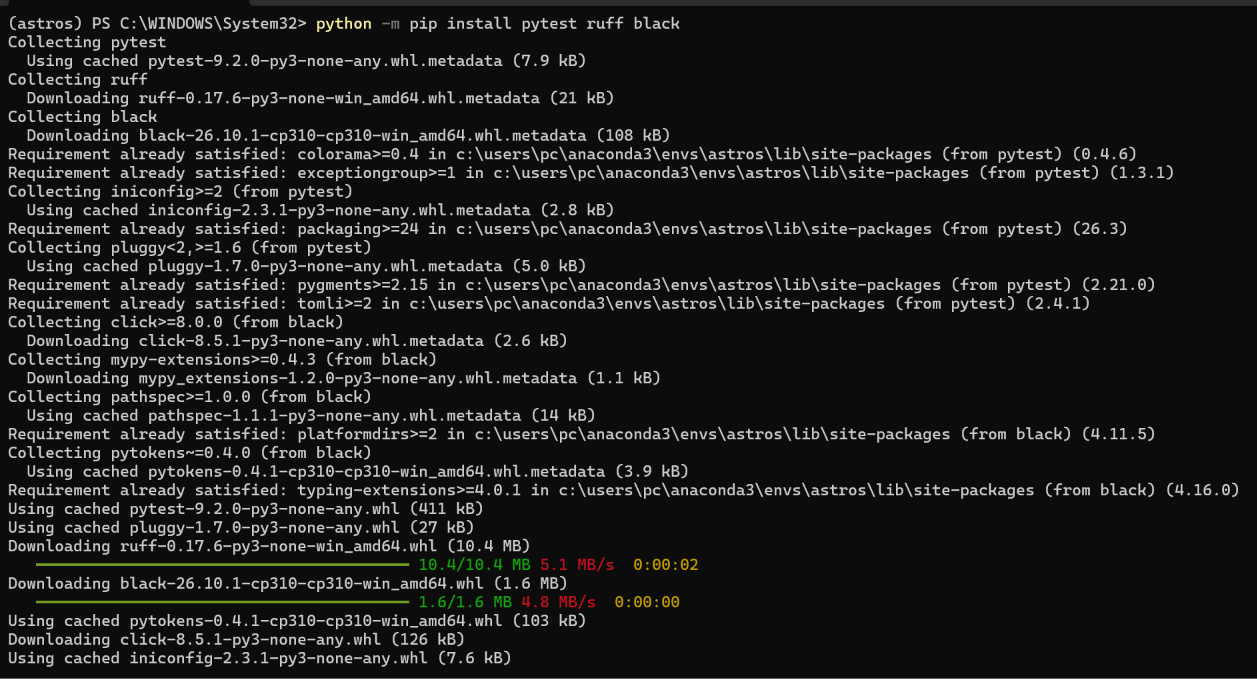 (astros) PS C:\WINDOWS\System32> python -m pip install pytest ruff black
Collecting pytest
  Using cached pytest-9.2.0-py3-none-any.whl.metadata (7.9 kB)
Collecting ruff
  Downloading ruff-0.17.6-py3-none-win_amd64.whl.metadata (21 kB)
Collecting black
  Downloading black-26.10.1-cp310-cp310-win_amd64.whl.metadata (108 kB)
Requirement already satisfied: colorama>=0.4 in c:\users\pc\anaconda3\envs\astros\lib\site-packages (from pytest) (0.4.6)
Requirement already satisfied: exceptiongroup>=1 in c:\users\pc\anaconda3\envs\astros\lib\site-packages (from pytest) (1.3.1)
Collecting iniconfig>=2 (from pytest)
  Using cached iniconfig-2.3.1-py3-none-any.whl.metadata (2.8 kB)
Requirement already satisfied: packaging>=24 in c:\users\pc\anaconda3\envs\astros\lib\site-packages (from pytest) (26.3)
Collecting pluggy<2,>=1.6 (from pytest)
  Using cached pluggy-1.7.0-py3-none-any.whl.metadata (5.0 kB)
Requirement already satisfied: pygments>=2.15 in c:\users\pc\anaconda3\envs\astros\lib\site-packages (from pytest) (2.21.0)
Requirement already satisfied: tomli>=2 in c:\users\pc\anaconda3\envs\astros\lib\site-packages (from pytest) (2.4.1)
Collecting click>=8.0.0 (from black)
  Downloading click-8.5.1-py3-none-any.whl.metadata (2.6 kB)
Collecting mypy-extensions>=0.4.3 (from black)
  Downloading mypy_extensions-1.2.0-py3-none-any.whl.metadata (1.1 kB)
Collecting pathspec>=1.0.0 (from black)
  Using cached pathspec-1.1.1-py3-none-any.whl.metadata (14 kB)
Requirement already satisfied: platformdirs>=2 in c:\users\pc\anaconda3\envs\astros\lib\site-packages (from black) (4.11.5)
Collecting pytokens~=0.4.0 (from black)
  Using cached pytokens-0.4.1-cp310-cp310-win_amd64.whl.metadata (3.9 kB)
Requirement already satisfied: typing-extensions>=4.0.1 in c:\users\pc\anaconda3\envs\astros\lib\site-packages (from black) (4.16.0)
Using cached pytest-9.2.0-py3-none-any.whl (411 kB)
Using cached pluggy-1.7.0-py3-none-any.whl (27 kB)
Downloading ruff-0.17.6-py3-none-win_amd64.whl (10.4 MB)
10.4/10.4 MB 5.1 MB/s  0:00:02
Downloading black-26.10.1-cp310-cp310-win_amd64.whl (1.6 MB)
1.6/1.6 MB 4.8 MB/s  0:00:00
Using cached pytokens-0.4.1-cp310-cp310-win_amd64.whl (103 kB)
Downloading click-8.5.1-py3-none-any.whl (126 kB)
Using cached iniconfig-2.3.1-py3-none-any.whl (7.6 kB)